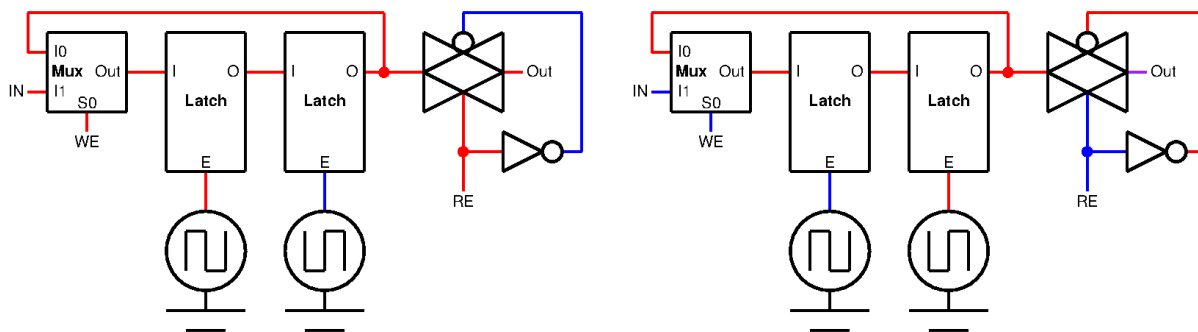 I0
Mux Out
IN I1
S0
WE
I O
Latch
E
I O
Latch
E
Out
RE
I0
Mux Out
IN I1
S0
WE
I O
Latch
E
I O
Latch
E
Out
RE